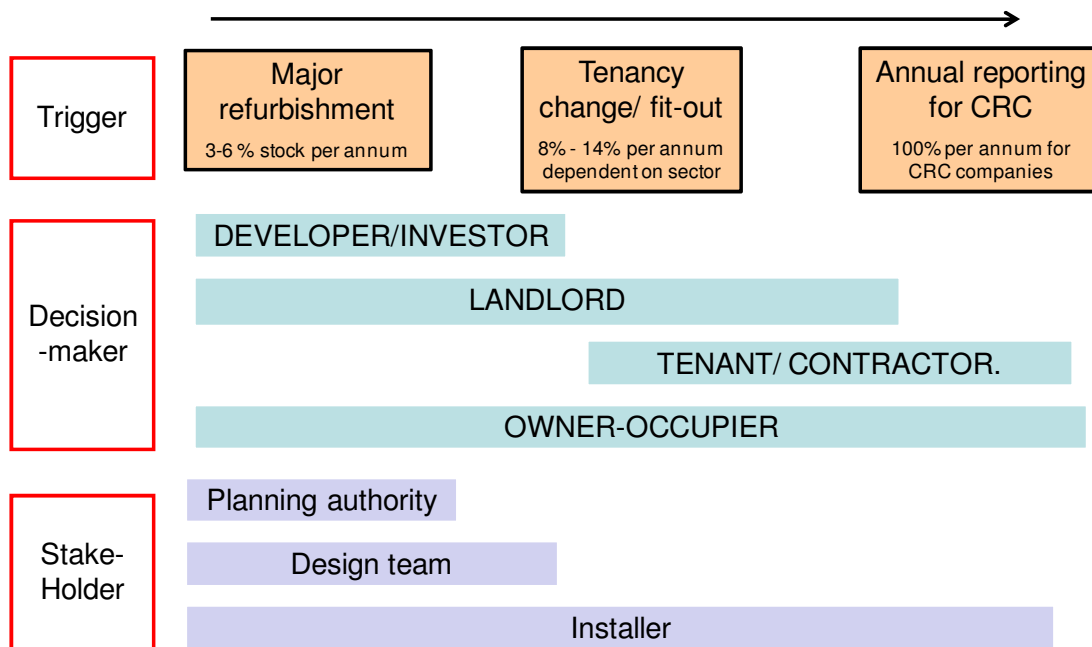 Trigger
Major
refurbishment
3-6 % stock per annum
Tenancy
change/ fit-out
8% - 14% per annum
dependent on sector
Annual reporting
for CRC
100% per annum for
CRC companies
Decision
-maker
DEVELOPER/INVESTOR
LANDLORD
TENANT/ CONTRACTOR.
OWNER-OCCUPIER
Stake-
Holder
Planning authority
Design team
Installer